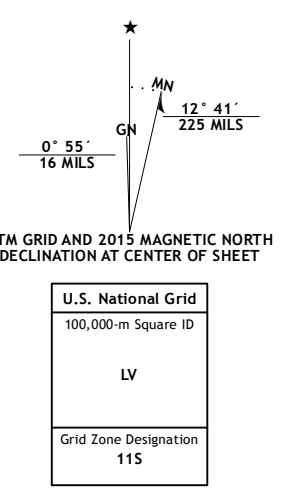 ★
MN
GN
12° 41´
225 MILS
0° 55´
16 MILS
TM GRID AND 2015 MAGNETIC NORTH
DECLINATION AT CENTER OF SHEET
U.S. National Grid
100,000-m Square ID
LV
Grid Zone Designation
11S